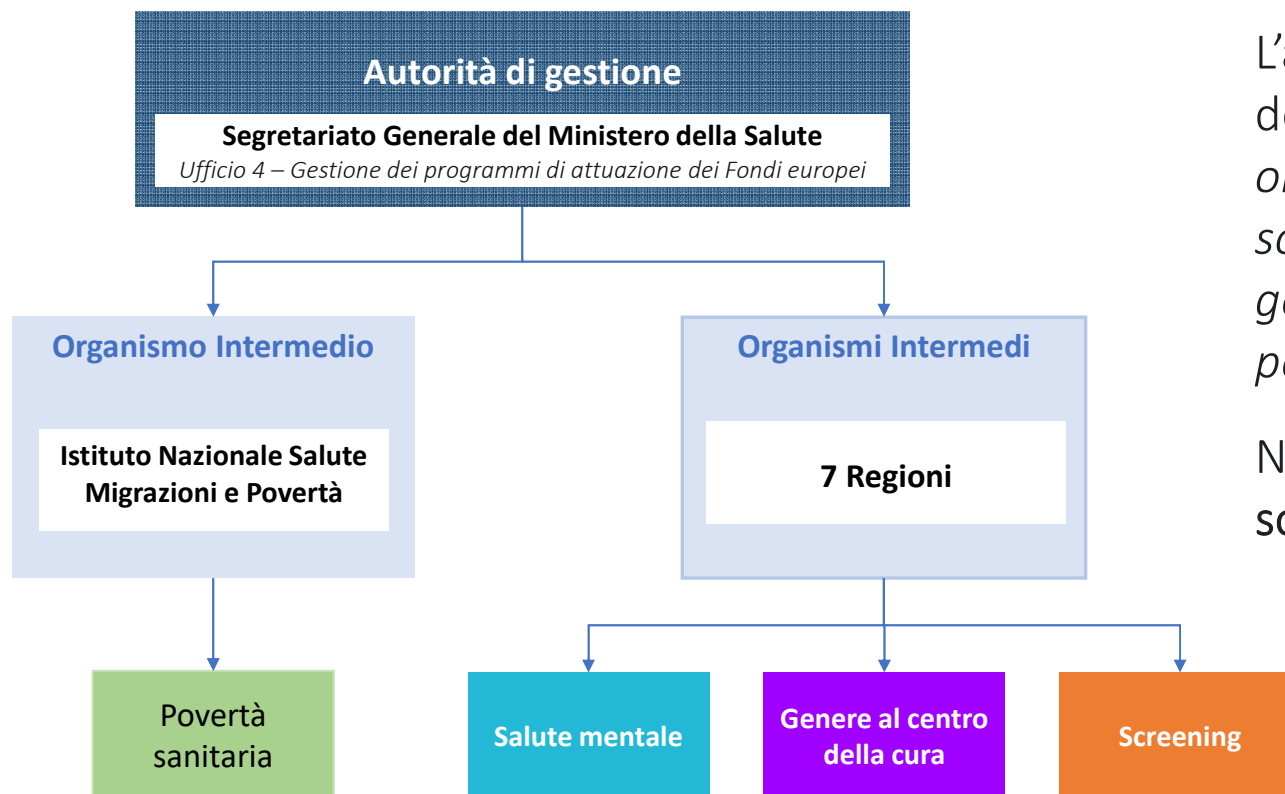 Autorità di gestione
Segretariato Generale del Ministero della Salute
Ufficio 4 – Gestione dei programmi di attuazione dei Fondi europei
Organismo Intermedio
Istituto Nazionale Salute
Migrazioni e Povertà
Organismi Intermedi
7 Regioni
Povertà
sanitaria
Salute mentale
Genere al centro
della cura
Screening